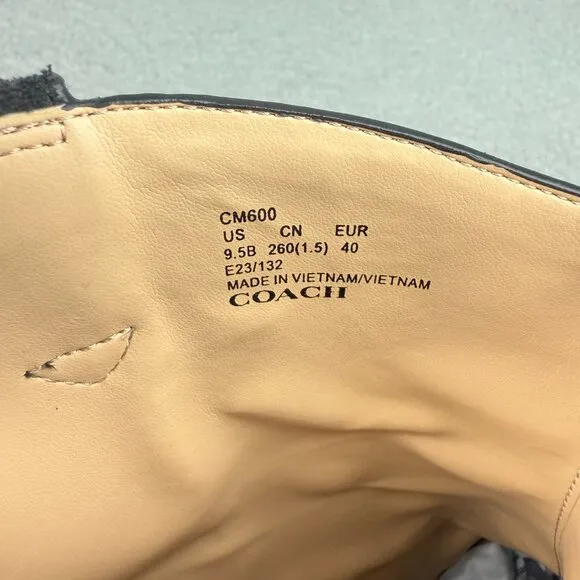 CM600
US CN EUR
9.5B 260(1.5) 40
E23/132
MADE IN VIETNAM/VIETNAM
COACH